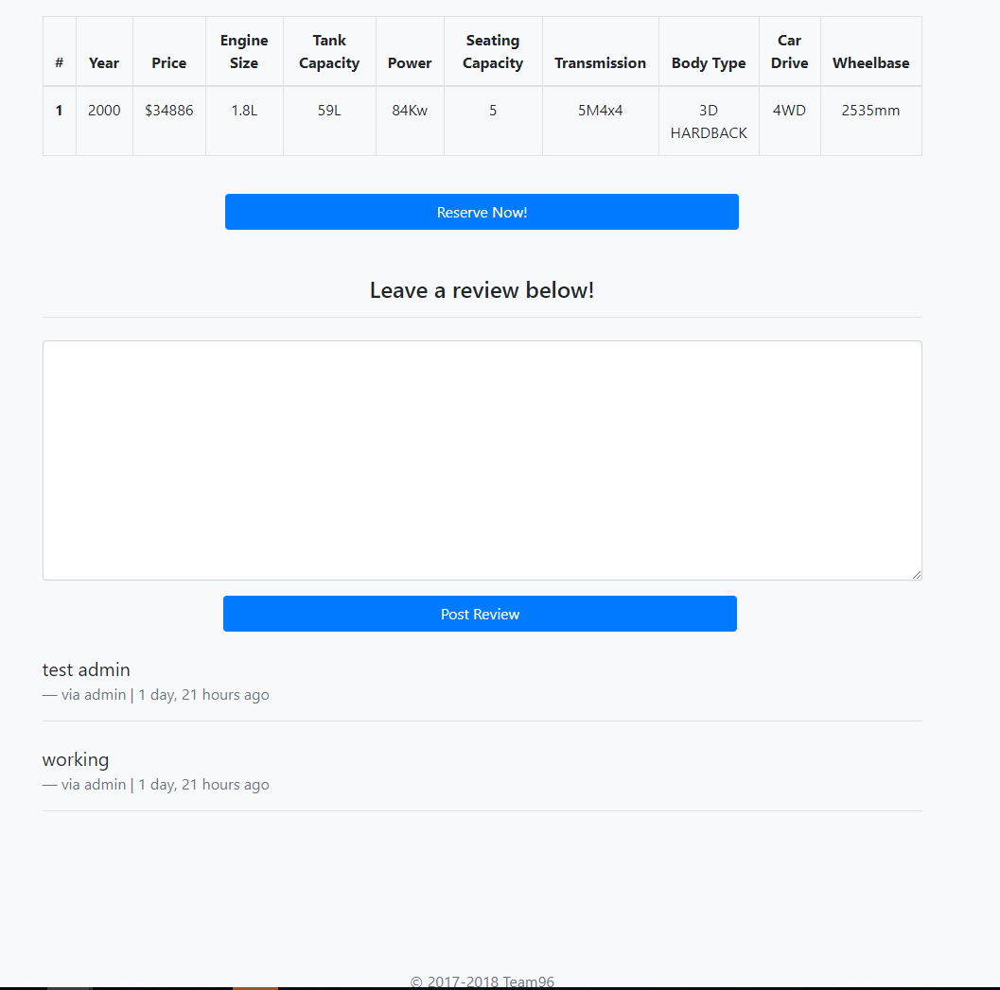 # Year Price Engine Size Tank Capacity Power Seating Capacity Transmission Body Type Car Drive Wheelbase
1 2000 $34886 1.8L 59L 84Kw 5 5M4x4 3D HARDBACK 4WD 2535mm
Reserve Now!
Leave a review below!
Post Review
test admin
— via admin | 1 day, 21 hours ago
working
— via admin | 1 day, 21 hours ago
© 2017-2018 Team96